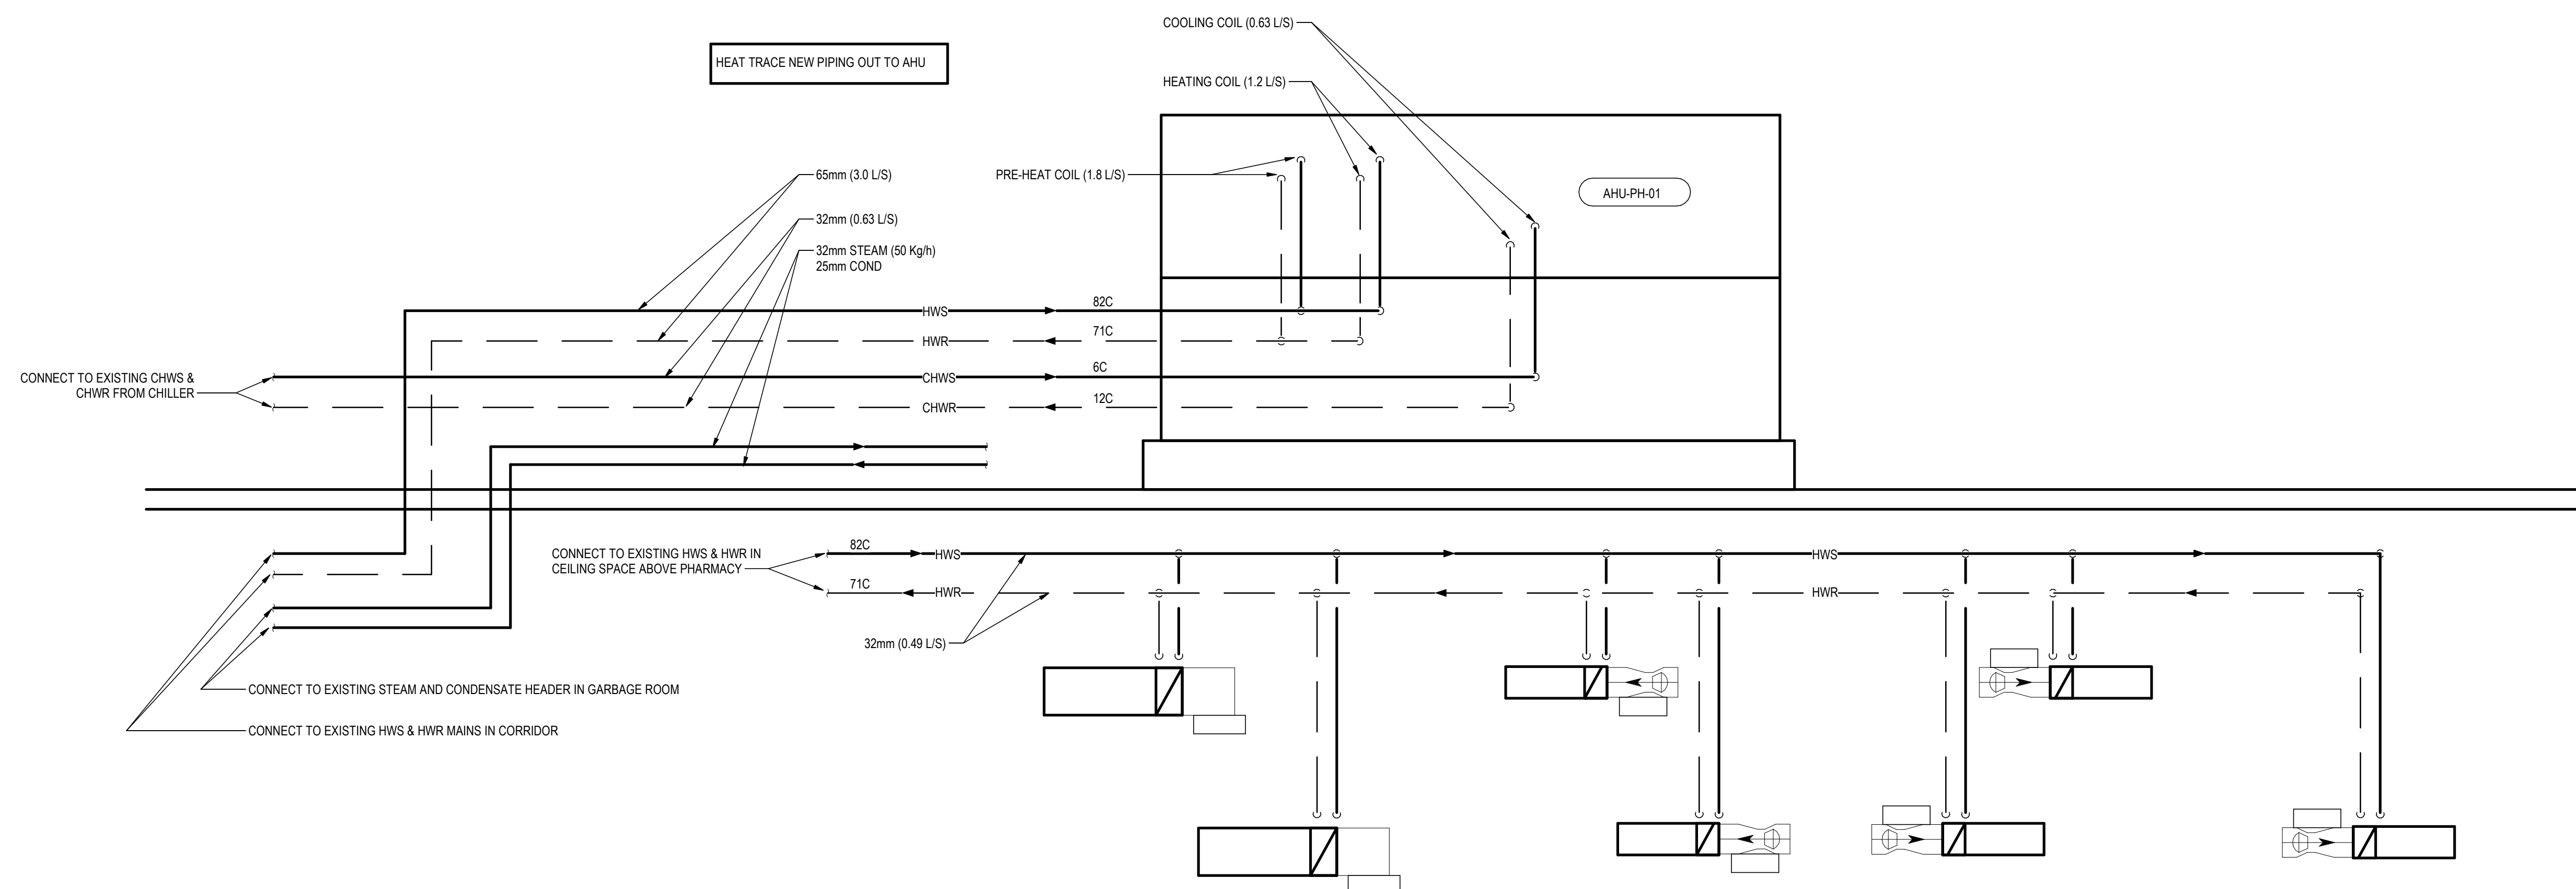 COOLING COIL (0.63 L/S)
HEAT TRACE NEW PIPING OUT TO AHU
HEATING COIL (1.2 L/S)
65mm (3.0 L/S)
PRE-HEAT COIL (1.8 L/S)
AHU-PH-01
32mm (0.63 L/S)
32mm STEAM (50 Kg/h)
25mm COND
82C
HWS
71C
HWR
CONNECT TO EXISTING CHWS &
CHWR FROM CHILLER
6C
CHWS
12C
CHWR
CONNECT TO EXISTING HWS & HWR IN
CEILING SPACE ABOVE PHARMACY
82C
HWS
HWS
71C
HWR
HWR
32mm (0.49 L/S)
CONNECT TO EXISTING STEAM AND CONDENSATE HEADER IN GARBAGE ROOM
CONNECT TO EXISTING HWS & HWR MAINS IN CORRIDOR